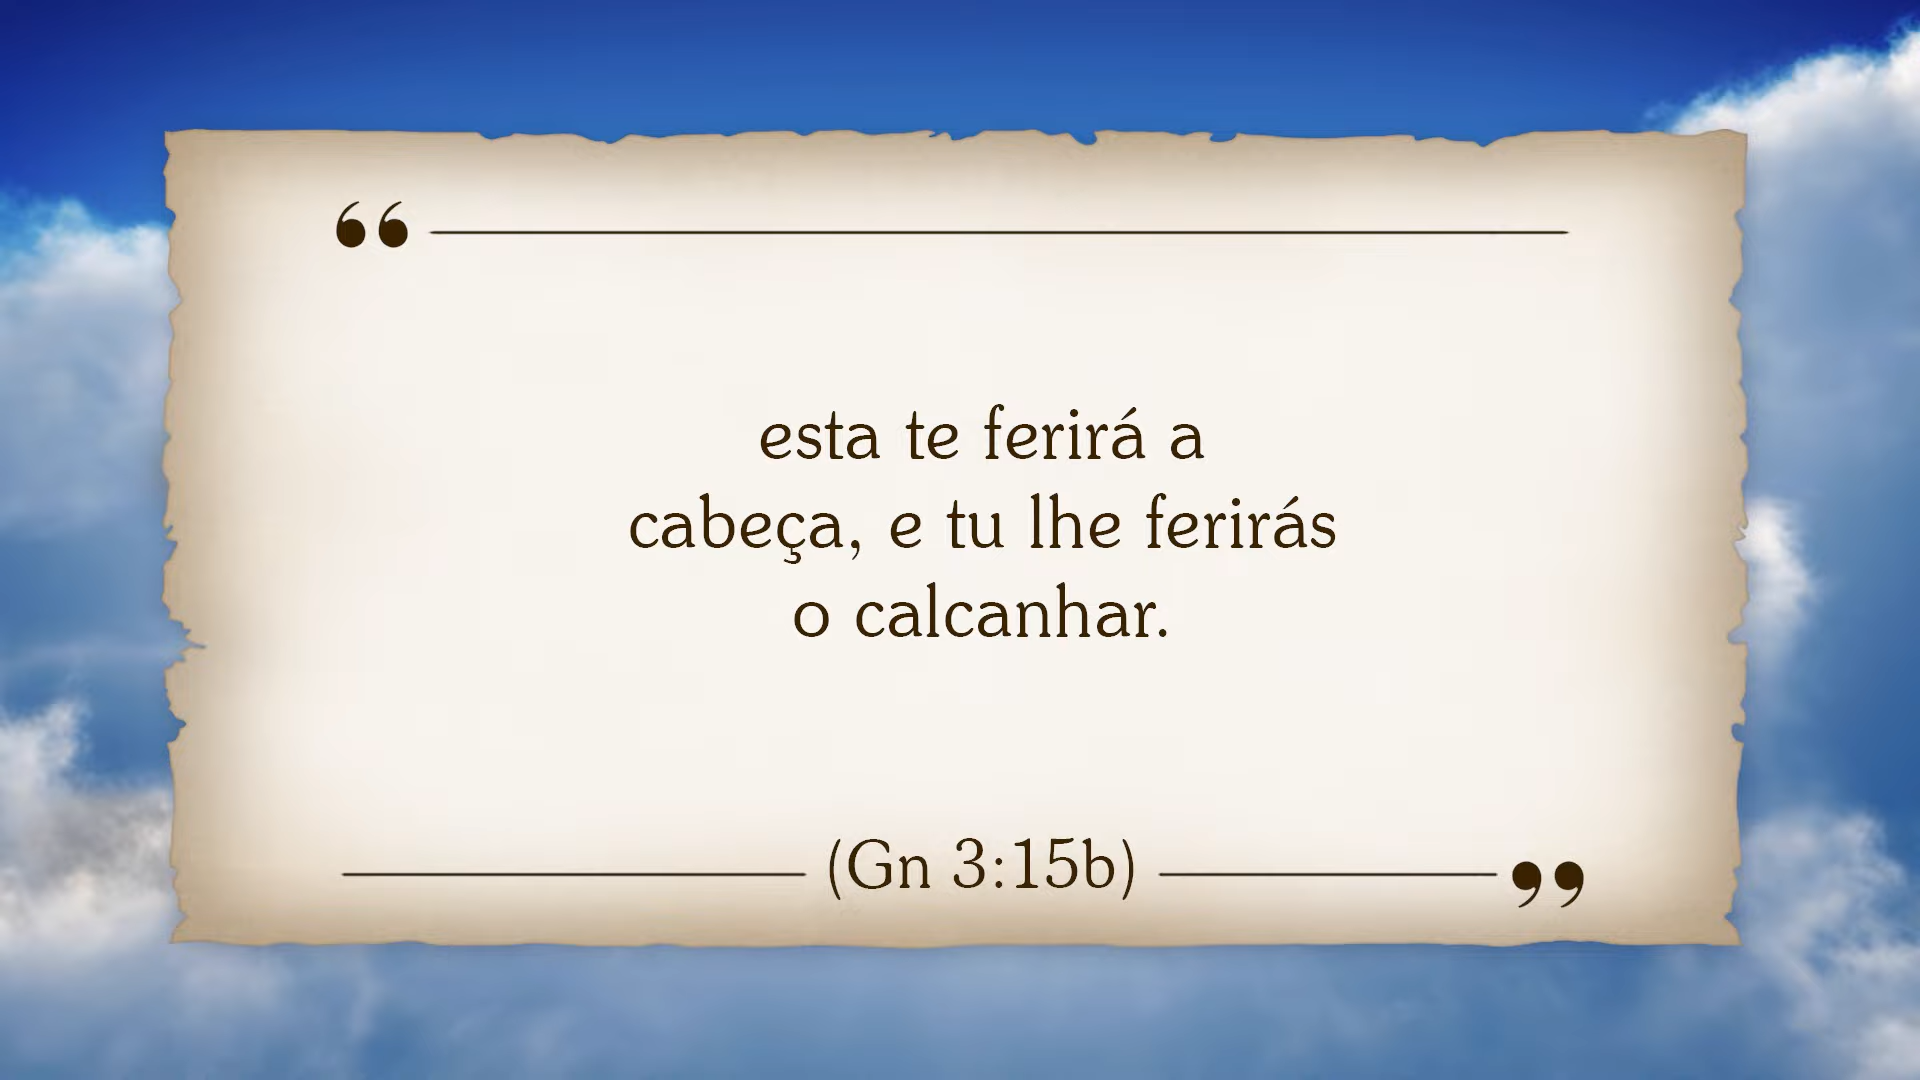 “
esta te ferirá a
cabeça, e tu lhe ferirás
o calcanhar.
(Gn 3:15b)
”